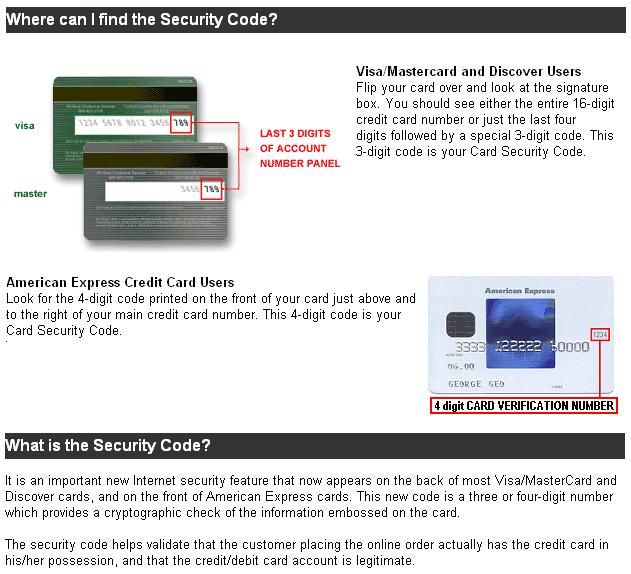 Where can I find the Security Code?
Visa/Mastercard and Discover Users
Flip your card over and look at the signature
box. You should see either the entire 16-digit
credit card number or just the last four
digits followed by a special 3-digit code. This
3-digit code is your Card Security Code.
visa
1234 5678 9012 3456 789
LAST 3 DIGITS
OF ACCOUNT
NUMBER PANEL
master
3456 789
American Express Credit Card Users
Look for the 4-digit code printed on the front of your card just above and
to the right of your main credit card number. This 4-digit code is your
Card Security Code.
American Express
1234
3333 122222 60000
06.00
GEORGE GEO
4 digit CARD VERIFICATION NUMBER
What is the Security Code?
It is an important new Internet security feature that now appears on the back of most Visa/MasterCard and
Discover cards, and on the front of American Express cards. This new code is a three or four-digit number
which provides a cryptographic check of the information embossed on the card.
The security code helps validate that the customer placing the online order actually has the credit card in
his/her possession, and that the credit/debit card account is legitimate.